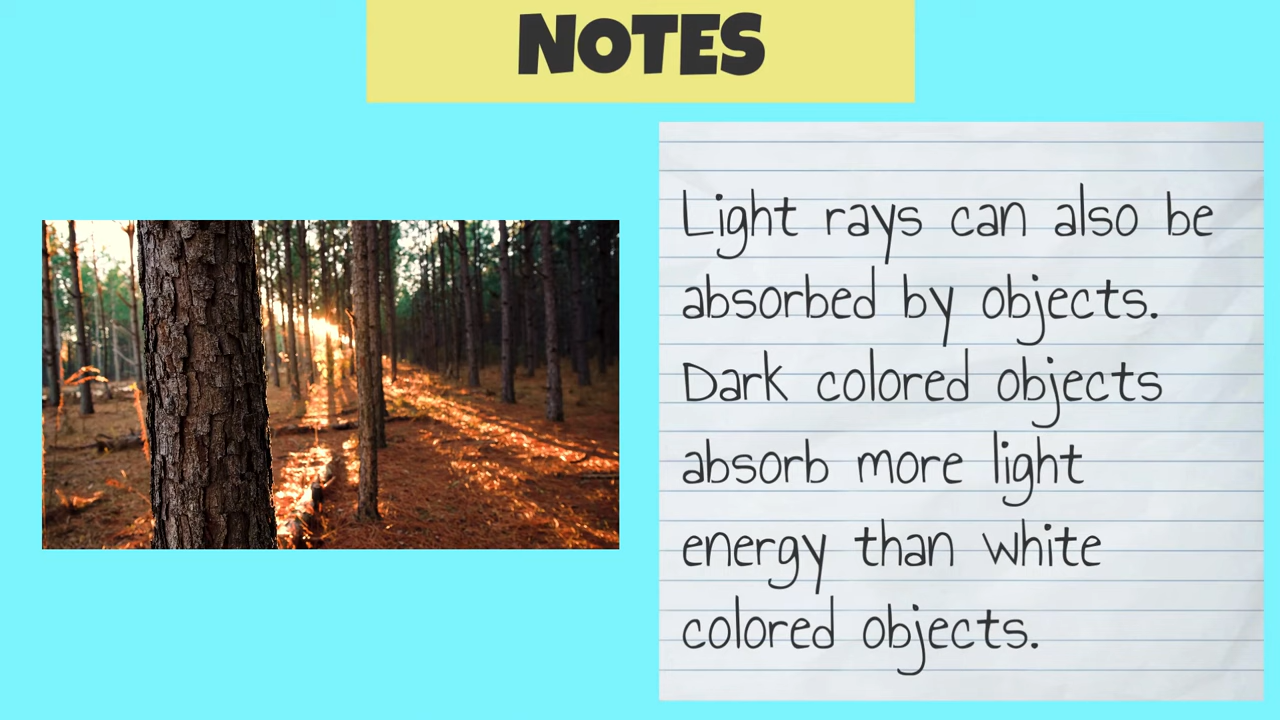 NOTES
Light rays can also be
absorbed by objects.
Dark colored objects
absorb more light
energy than white
colored objects.